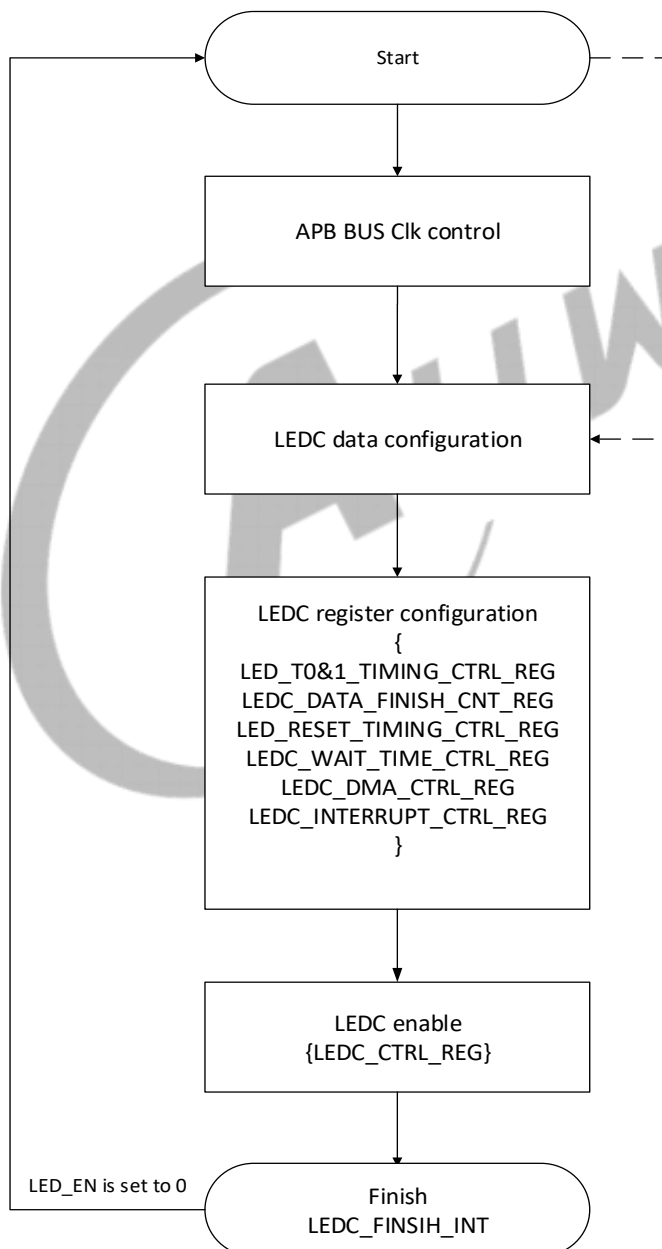 Start
APB BUS Clk control
LEDC data configuration
LEDC register configuration
{
LED_T0&1_TIMING_CTRL_REG
LEDC_DATA_FINISH_CNT_REG
LED_RESET_TIMING_CTRL_REG
LEDC_WAIT_TIME_CTRL_REG
LEDC_DMA_CTRL_REG
LEDC_INTERRUPT_CTRL_REG
}
LEDC enable
{LEDC_CTRL_REG}
LED_EN is set to 0
Finish
LEDC_FINSIH_INT